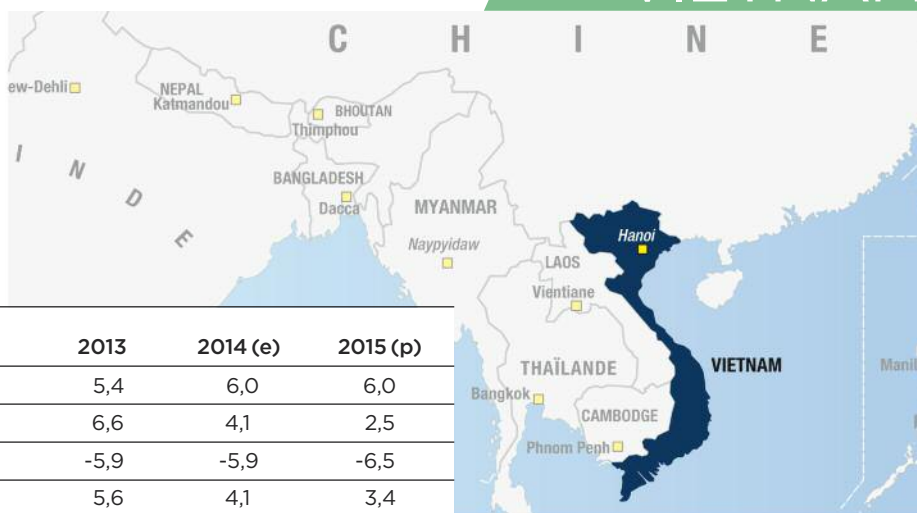 C H I N E
ew-Dehli
NEPAL
Katmandou
BHOUTAN
Thimphou
I N D E
BANGLADESH
Dacca
MYANMAR
Naypyidaw
Hanoi
LAOS
Vientiane
THAÏLANDE
VIETNAM
Bangkok
CAMBODGE
Phnom Penh
Manil
2013 2014 (e) 2015 (p)
5,4 6,0 6,0
6,6 4,1 2,5
-5,9 -5,9 -6,5
5,6 4,1 3,4